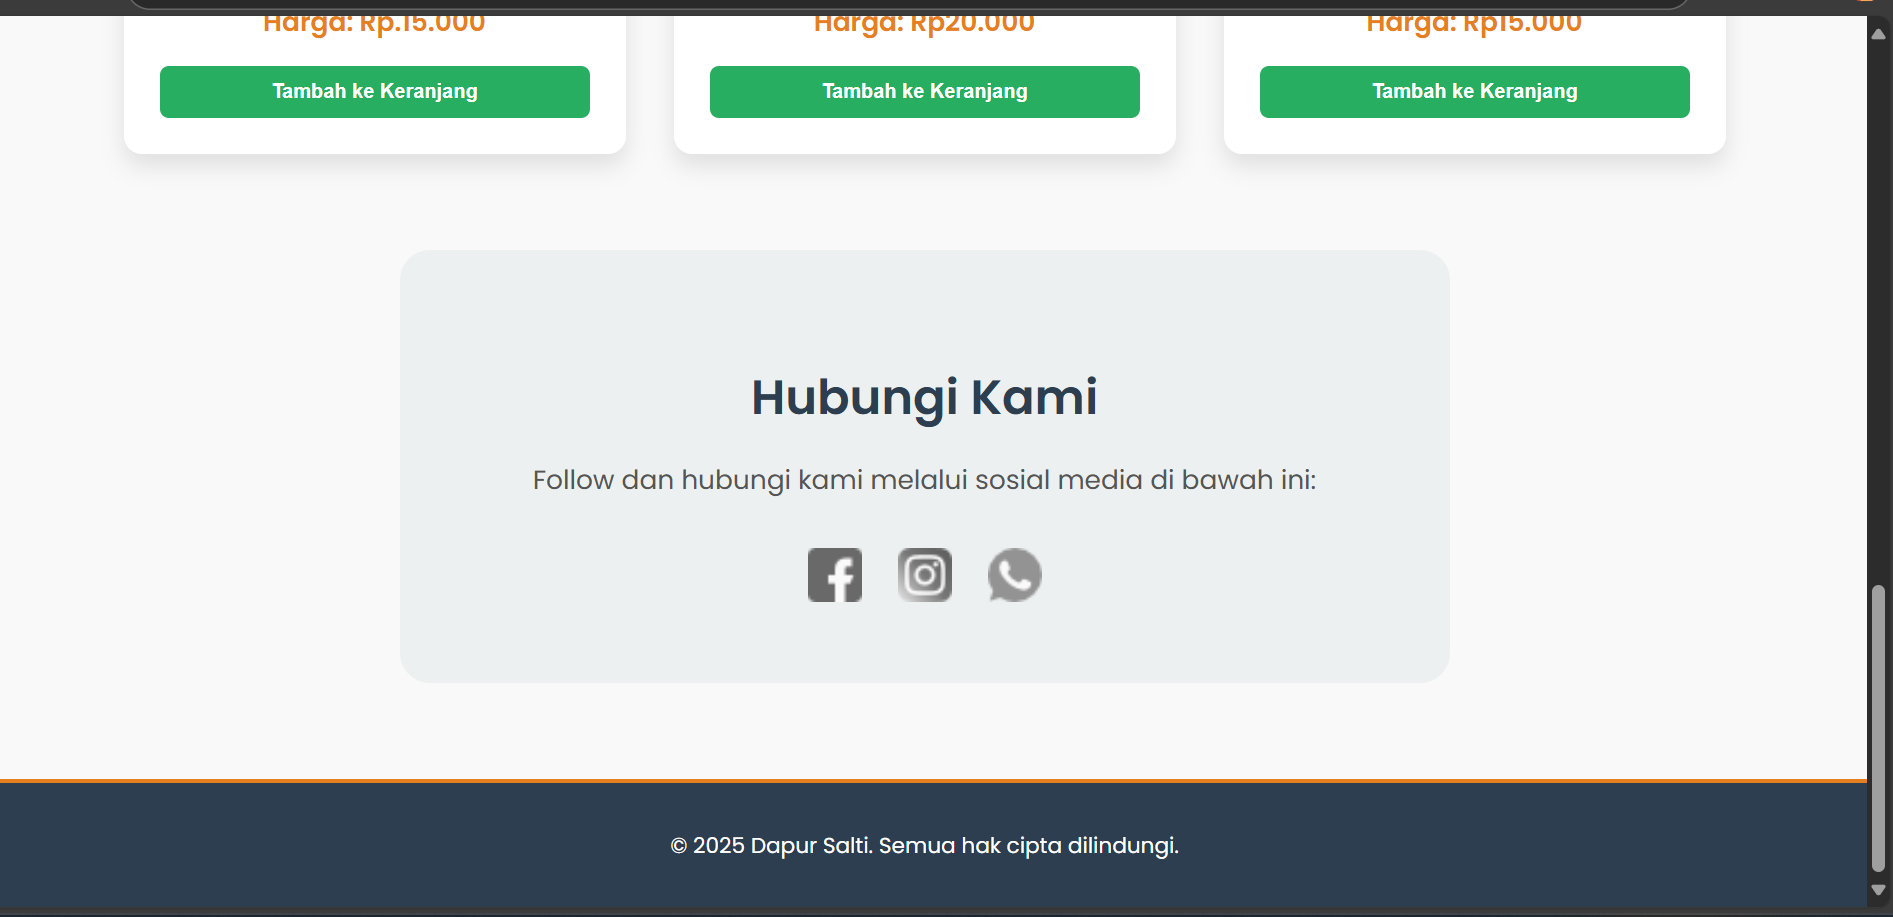 Harga: Rp.15.000
Harga: Rp20.000
Harga: Rp15.000
Tambah ke Keranjang
Tambah ke Keranjang
Tambah ke Keranjang
Hubungi Kami
Follow dan hubungi kami melalui sosial media di bawah ini:
© 2025 Dapur Salti. Semua hak cipta dilindungi.